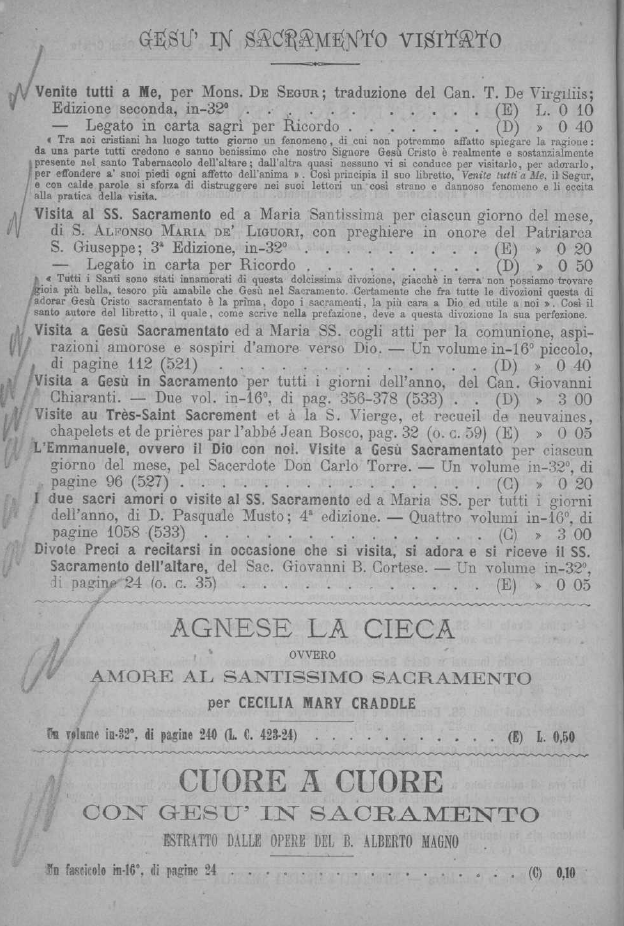 GESU' IN SACRAMENTO VISITATO
Venite tutti a Me, per Mons. DE SEGUR; traduzione del Can. T. De Virgiliis;
Edizione seconda, in-32° . . . . . . . . . . (E) L. 0 10
— Legato in carta sagri per Ricordo . . . . . . (D) » 0 40
« Tra noi cristiani ha luogo tutto giorno un fenomeno, di cui non potremmo affatto spiegare la ragione:
da una parte tutti credono e sanno benissimo che nostro Signore Gesù Cristo è realmente e sostanzialmente
presente nel santo Tabernacolo dell'altare; dall'altra quasi nessuno vi si conduce per visitarlo, per adorarlo,
per effondere a' suoi piedi ogni affetto dell'anima ». Così principia il suo libretto, Venite tutti a Me, il Segur,
e con calde parole si sforza di distruggere nei suoi lettori un così strano e dannoso fenomeno e li eccita
alla pratica della visita.
Visita al SS. Sacramento ed a Maria Santissima per ciascun giorno del mese,
di S. ALFONSO MARIA DE' LIGUORI, con preghiere in onore del Patriarca
S. Giuseppe; 3ª Edizione, in-32° . . . . . . . (E) » 0 20
— Legato in carta per Ricordo . . . . . . . (D) » 0 50
« Tutti i Santi sono stati innamorati di questa dolcissima divozione, giacchè in terra non possiamo trovare
gioia più bella, tesoro più amabile che Gesù nel Sacramento. Certamente che fra tutte le divozioni questa di
adorar Gesù Cristo sacramentato è la prima, dopo i sacramenti, la più cara a Dio ed utile a noi ». Così il
santo autore del libretto, il quale, come scrive nella prefazione, deve a questa divozione la sua perfezione.
Visita a Gesù Sacramentato ed a Maria SS. cogli atti per la comunione, aspi-
razioni amorose e sospiri d'amore verso Dio. — Un volume in-16° piccolo,
di pagine 112 (521) . . . . . . . . . . (D) » 0 40
Visita a Gesù in Sacramento per tutti i giorni dell'anno, del Can. Giovanni
Chiaranti. — Due vol. in-16°, di pag. 356-378 (533) . . (D) » 3 00
Visite au Très-Saint Sacrement et à la S. Vierge, et recueil de neuvaines,
chapelets et de prières par l'abbé Jean Bosco, pag. 32 (o. c. 59) (E) » 0 05
L'Emmanuele, ovvero il Dio con noi. Visite a Gesù Sacramentato per ciascun
giorno del mese, pel Sacerdote Don Carlo Torre. — Un volume in-32°, di
pagine 96 (527) . . . . . . . . . . . (C) » 0 20
I due sacri amori o visite al SS. Sacramento ed a Maria SS. per tutti i giorni
dell'anno, di D. Pasquale Musto; 4ª edizione. — Quattro volumi in-16°, di
pagine 1058 (533) . . . . . . . . . . (C) » 3 00
Divote Preci a recitarsi in occasione che si visita, si adora e si riceve il SS.
Sacramento dell'altare, del Sac. Giovanni B. Cortese. — Un volume in-32°,
di pagine 24 (o. c. 35) . . . . . . . . . (E) » 0 05
AGNESE LA CIECA
OVVERO
AMORE AL SANTISSIMO SACRAMENTO
per CECILIA MARY CRADDLE
Un volume in-32°, di pagine 240 (L. C. 423-24) . . . . . . . . . . (E) L. 0,50
CUORE A CUORE
CON GESU' IN SACRAMENTO
ESTRATTO DALLE OPERE DEL B. ALBERTO MAGNO
Un fascicolo in-16°, di pagine 24 . . . . . . . . . . . . . . . (C) 0,10